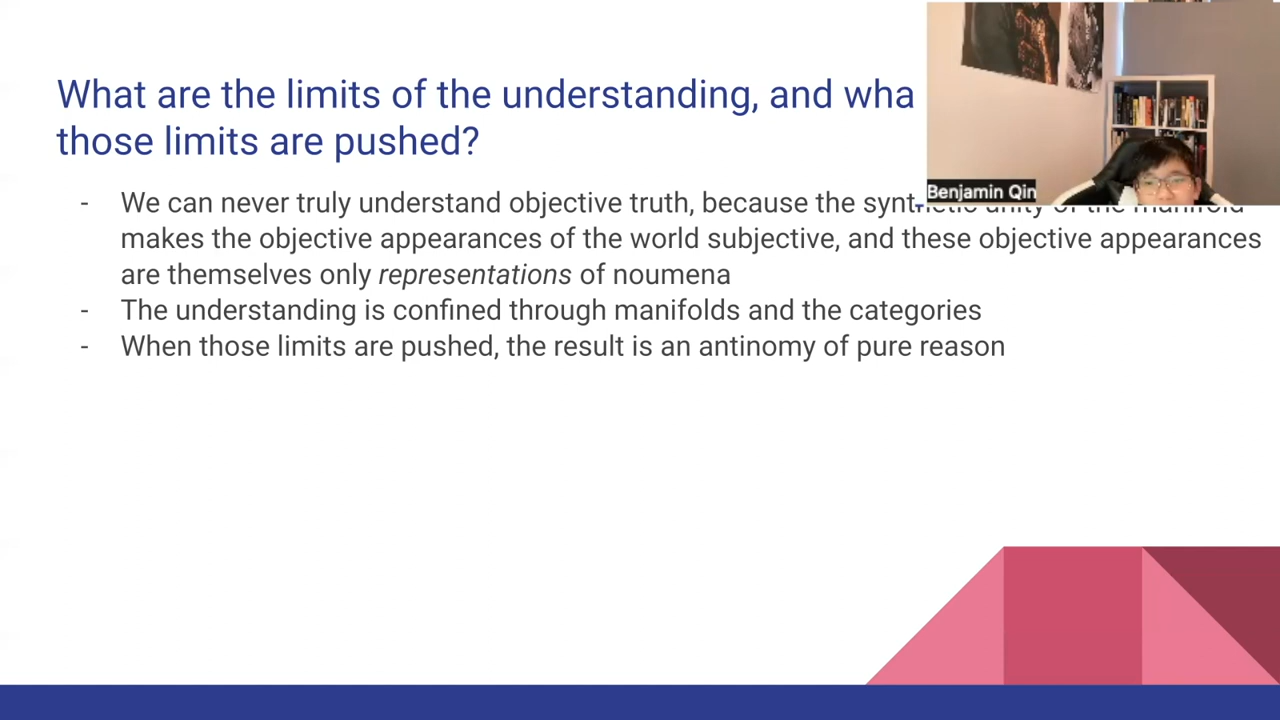 What are the limits of the understanding, and wha
those limits are pushed?
Benjamin Qin
- We can never truly understand objective truth, because the synthetic unity of the manifold
makes the objective appearances of the world subjective, and these objective appearances
are themselves only representations of noumena
- The understanding is confined through manifolds and the categories
- When those limits are pushed, the result is an antinomy of pure reason